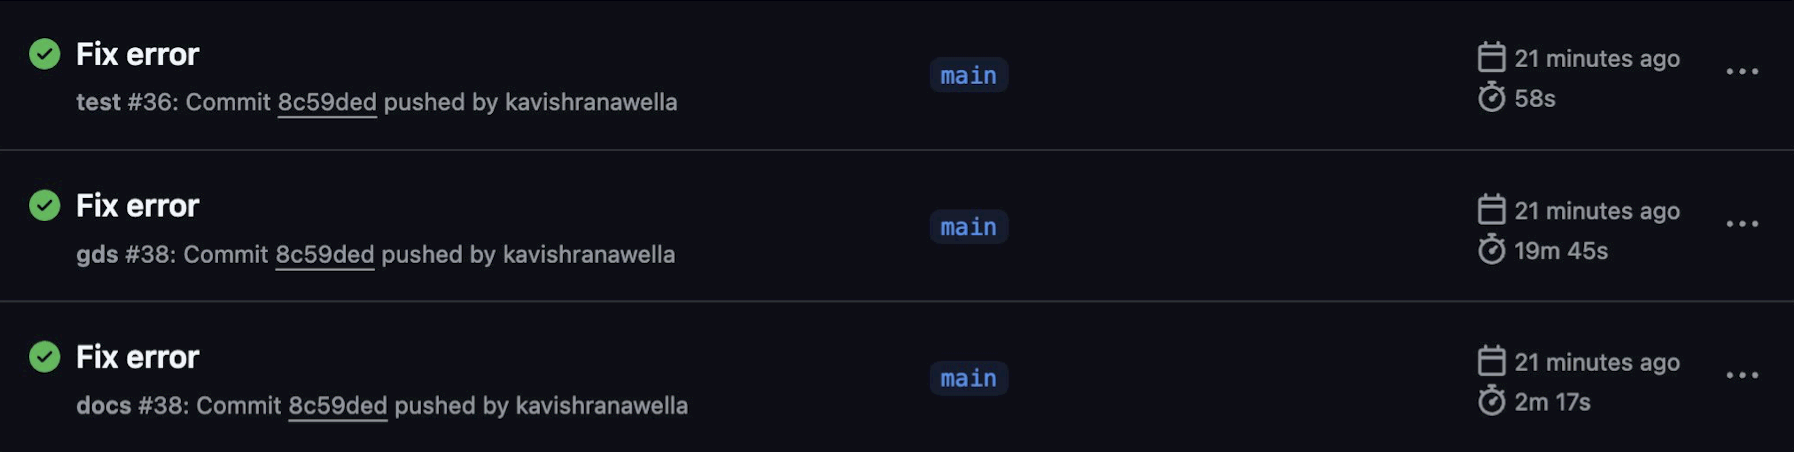 Fix error
test #36: Commit 8c59ded pushed by kavishranawella
main
21 minutes ago
58s
Fix error
gds #38: Commit 8c59ded pushed by kavishranawella
main
21 minutes ago
19m 45s
Fix error
docs #38: Commit 8c59ded pushed by kavishranawella
main
21 minutes ago
2m 17s